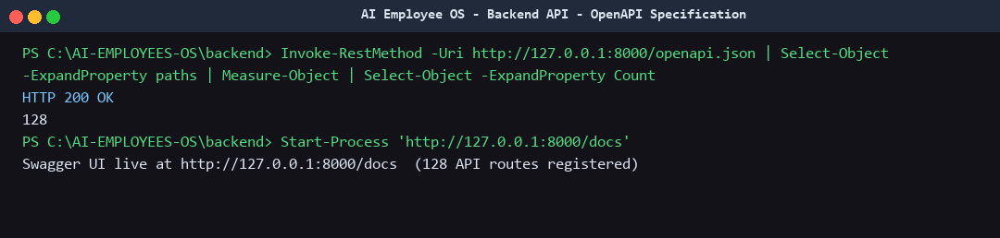 AI Employee OS - Backend API - OpenAPI Specification
PS C:\AI-EMPLOYEES-OS\backend> Invoke-RestMethod -Uri http://127.0.0.1:8000/openapi.json | Select-Object
-ExpandProperty paths | Measure-Object | Select-Object -ExpandProperty Count
HTTP 200 OK
128
PS C:\AI-EMPLOYEES-OS\backend> Start-Process 'http://127.0.0.1:8000/docs'
Swagger UI live at http://127.0.0.1:8000/docs  (128 API routes registered)